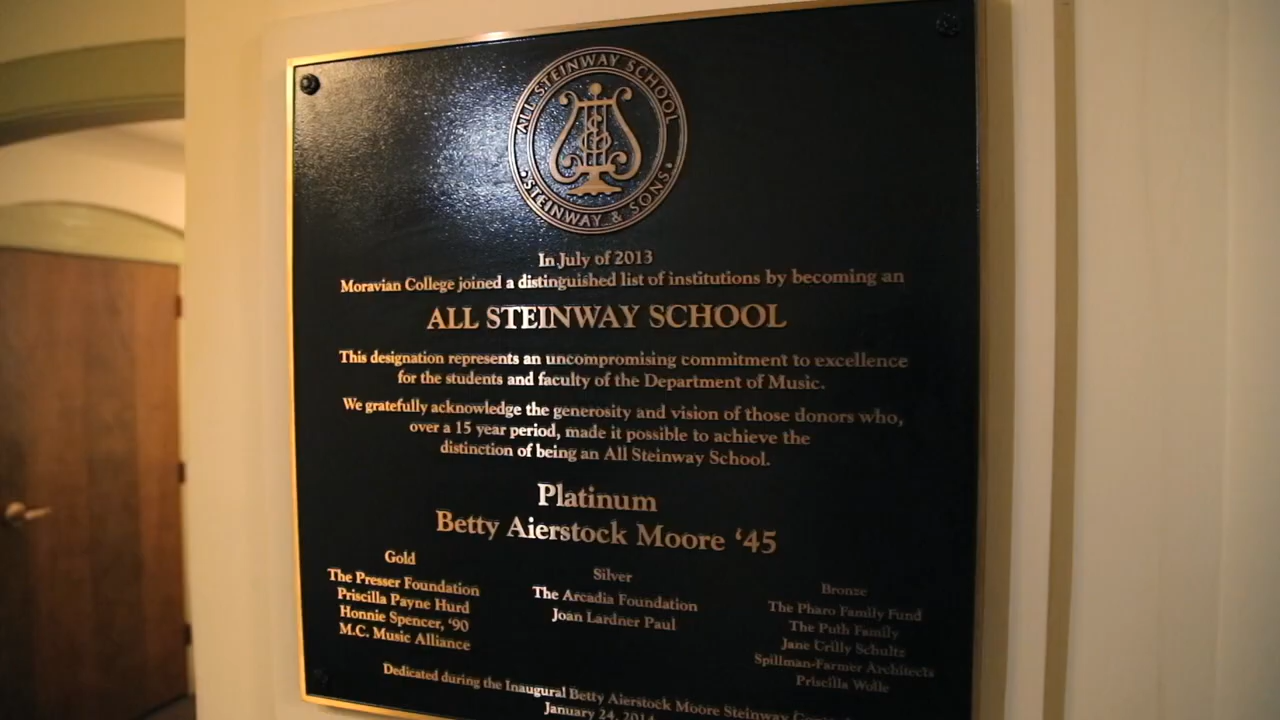 ALL STEINWAY SCHOOL
STEINWAY & SONS
In July of 2013
Moravian College joined a distinguished list of institutions by becoming an
ALL STEINWAY SCHOOL
This designation represents an uncompromising commitment to excellence
for the students and faculty of the Department of Music.
We gratefully acknowledge the generosity and vision of those donors who,
over a 15 year period, made it possible to achieve the
distinction of being an All Steinway School.
Platinum
Betty Aierstock Moore ‘45
Gold
The Presser Foundation
Priscilla Payne Hurd
Honnie Spencer, ‘90
M.C. Music Alliance
Silver
The Arcadia Foundation
Joan Lardner Paul
Bronze
The Pharo Family Fund
The Puth Family
Jane Crilly Schultz
Spillman-Farmer Architects
Priscilla Wolle
Dedicated during the Inaugural Betty Aierstock Moore Steinway
January 24, 2014